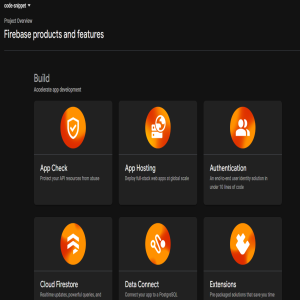 code-snippet
Project Overview
Firebase products and features
Build
Accelerate app development
App Check
Protect your API resources from abuse
App Hosting
Deploy full-stack web apps at global scale
Authentication
An end-to-end user identity solution in
under 10 lines of code
Cloud Firestore
Realtime updates, powerful queries, and
Data Connect
Connect your app to a PostgreSQL
Extensions
Pre-packaged solutions that save you time